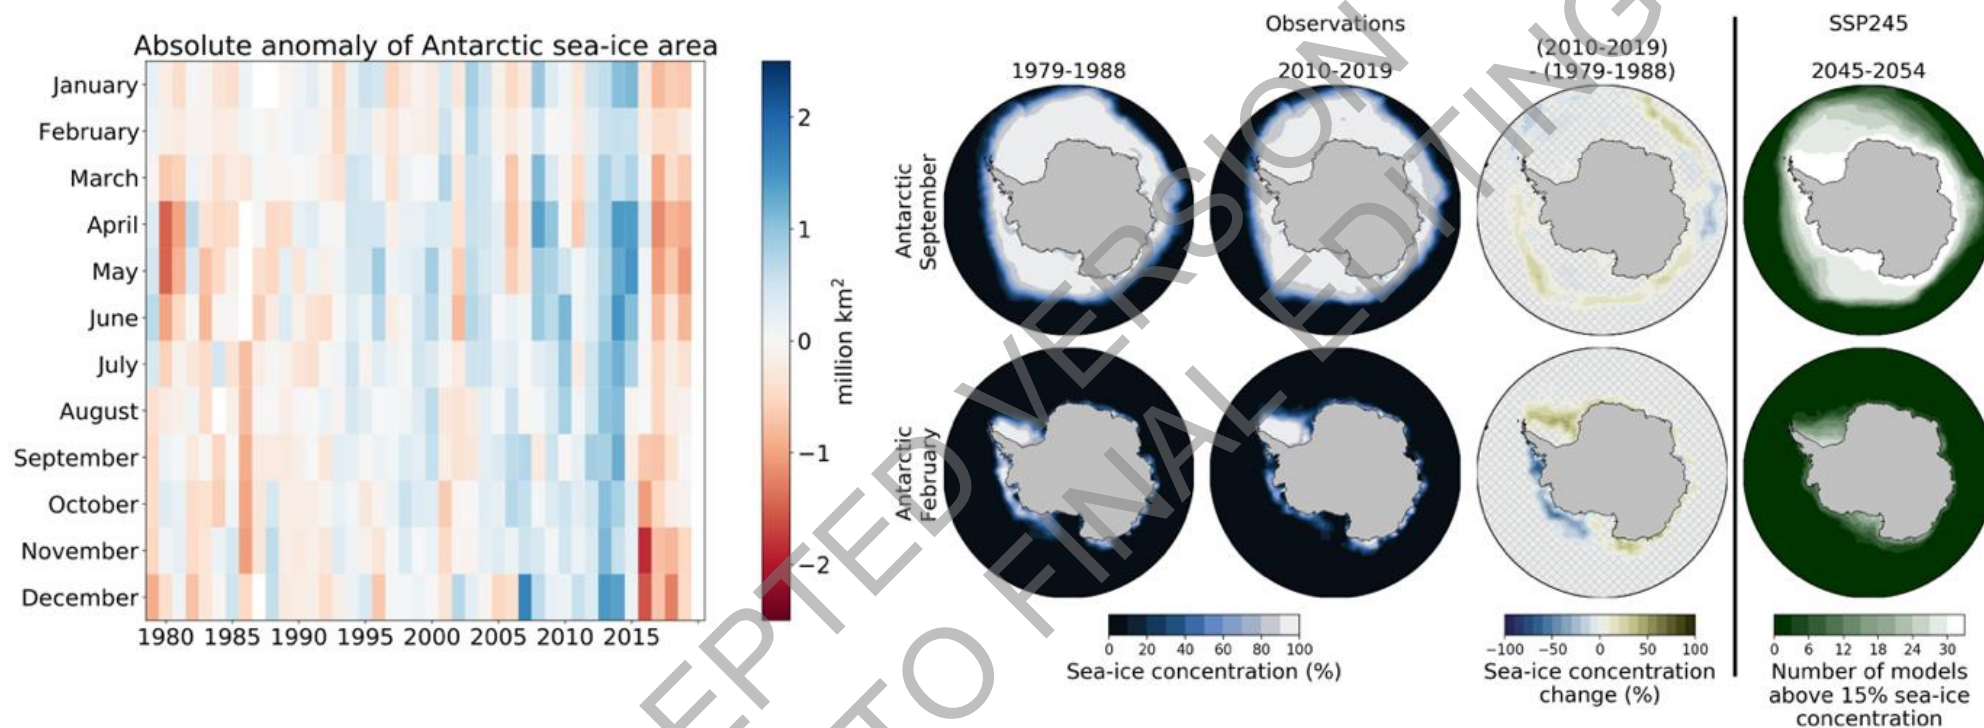 Absolute anomaly of Antarctic sea-ice area
January
February
March
April
May
June
July
August
September
October
November
December
1980 1985 1990 1995 2000 2005 2010 2015
2
1
0
−1
−2
million km²
Observations
1979-1988
2010-2019
(2010-2019)
- (1979-1988)
SSP245
2045-2054
Antarctic
September
Antarctic
February
0 20 40 60 80 100
Sea-ice concentration (%)
−100 −50 0 50 100
Sea-ice concentration
change (%)
0 6 12 18 24 30
Number of models
above 15% sea-ice
concentration
EPTED VERSION
TO FINAL EDITING